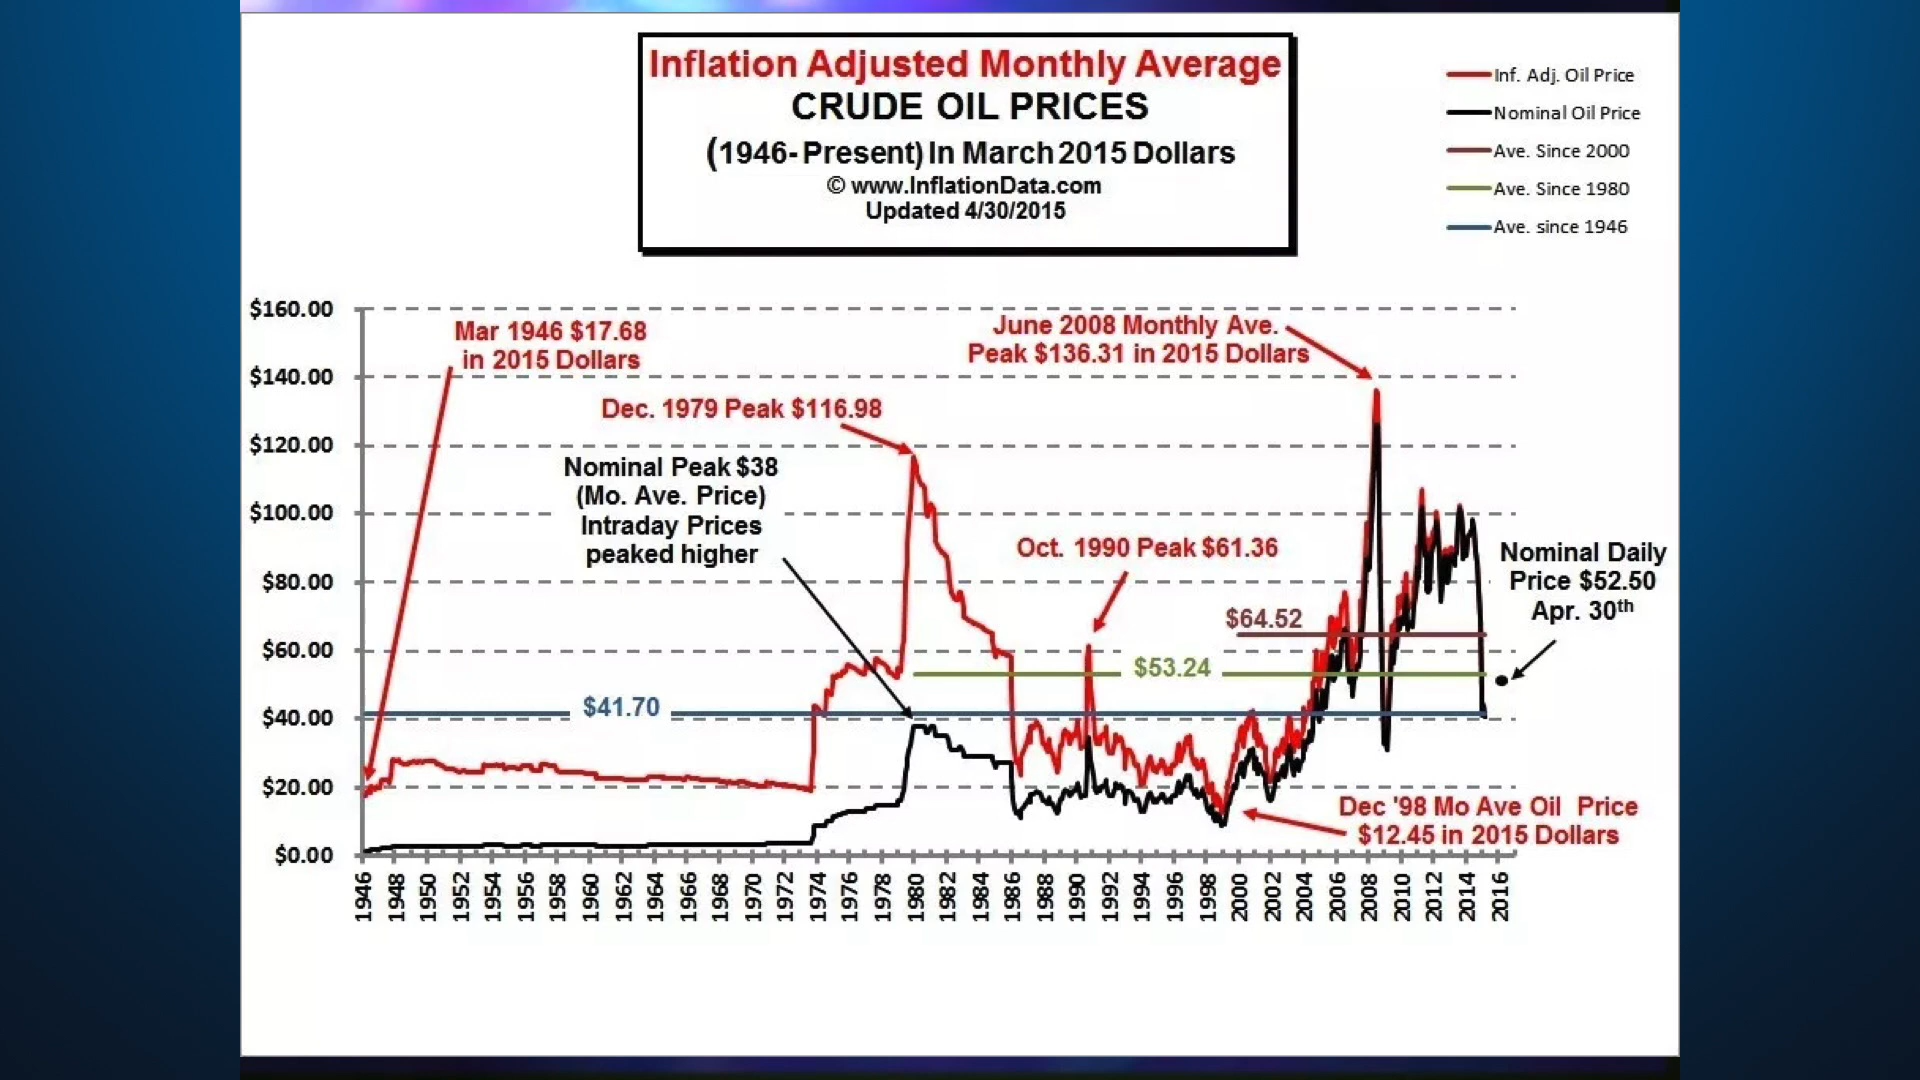 Inflation Adjusted Monthly Average
CRUDE OIL PRICES
(1946-Present) In March 2015 Dollars
© www.InflationData.com
Updated 4/30/2015
Inf. Adj. Oil Price
Nominal Oil Price
Ave. Since 2000
Ave. Since 1980
Ave. since 1946
$160.00
$140.00
$120.00
$100.00
$80.00
$60.00
$40.00
$20.00
$0.00
Mar 1946 $17.68
in 2015 Dollars
June 2008 Monthly Ave.
Peak $136.31 in 2015 Dollars
Dec. 1979 Peak $116.98
Nominal Peak $38
(Mo. Ave. Price)
Intraday Prices
peaked higher
Oct. 1990 Peak $61.36
Nominal Daily
Price $52.50
Apr. 30th
$64.52
$53.24
$41.70
Dec '98 Mo Ave Oil Price
$12.45 in 2015 Dollars
1946
1948
1950
1952
1954
1956
1958
1960
1962
1964
1966
1968
1970
1972
1974
1976
1978
1980
1982
1984
1986
1988
1990
1992
1994
1996
1998
2000
2002
2004
2006
2008
2010
2012
2014
2016